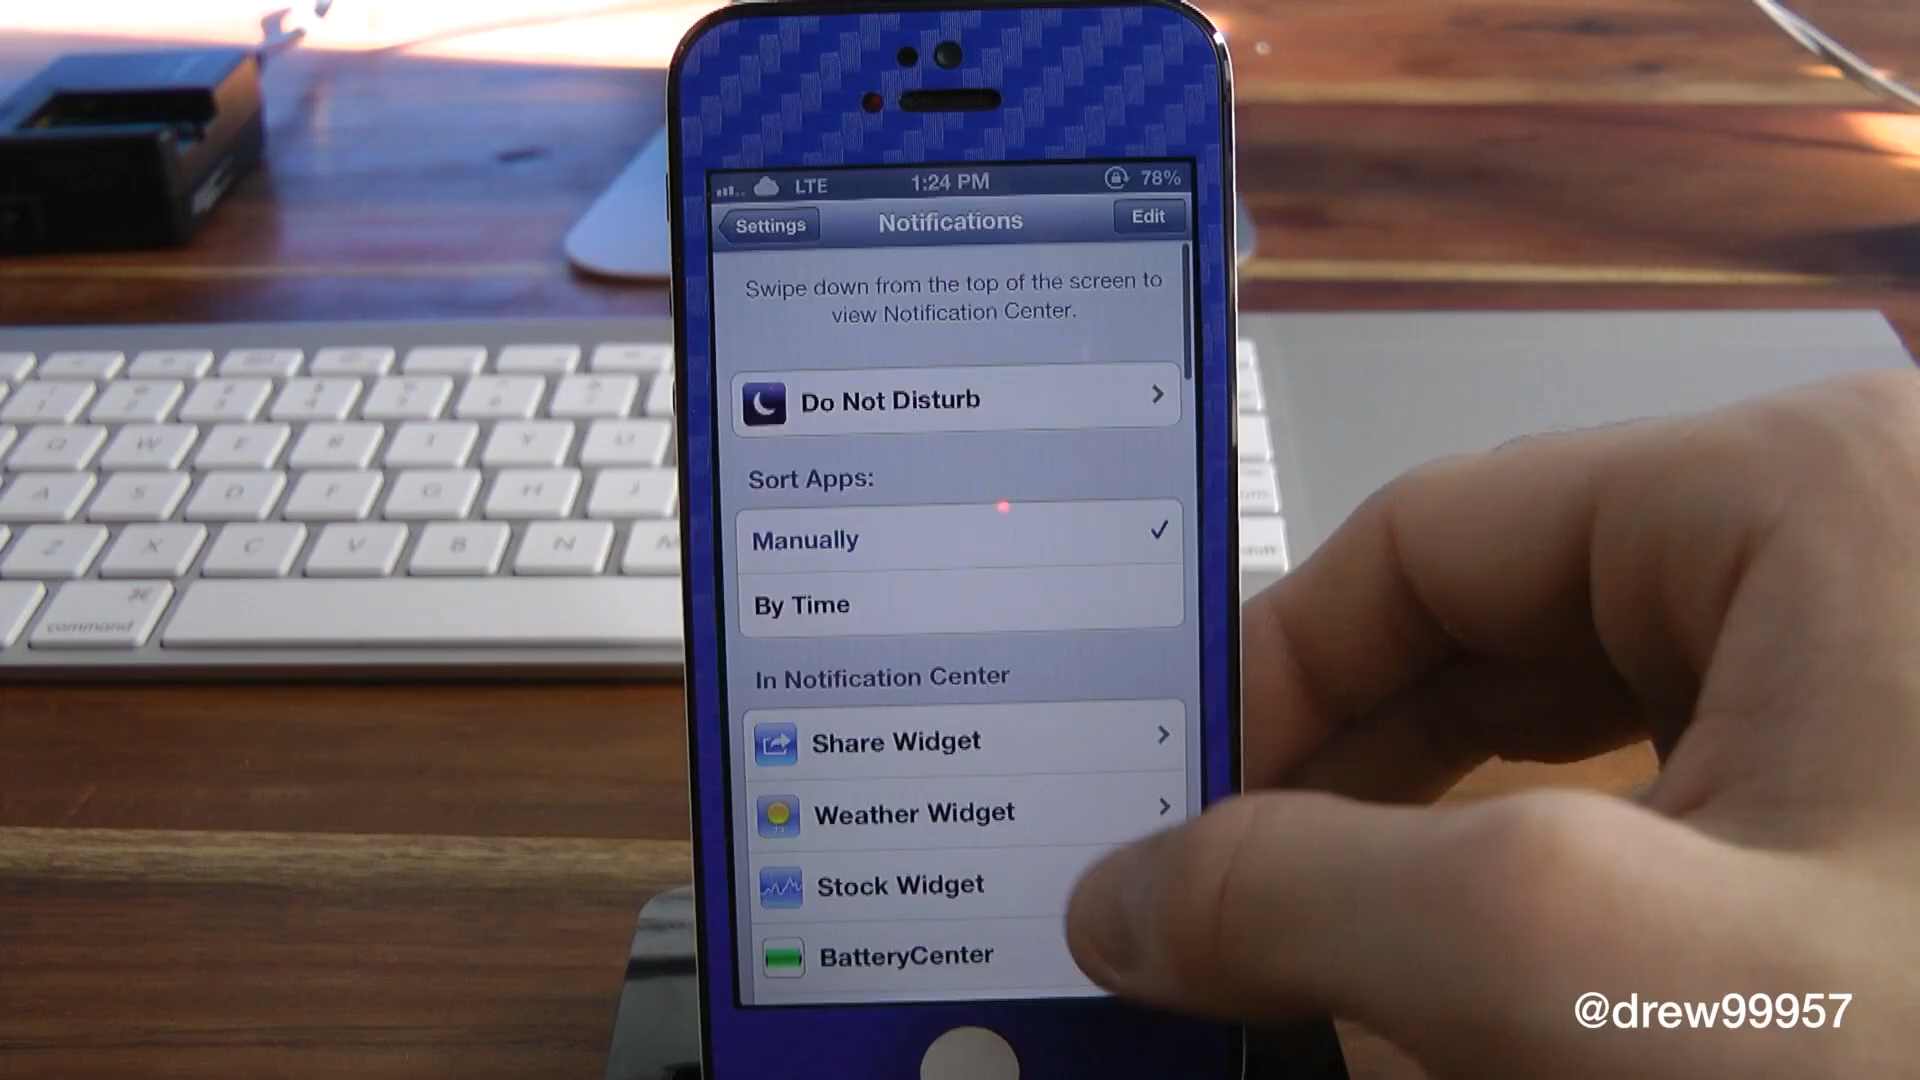 LTE 1:24 PM 78%
Settings Notifications Edit
Swipe down from the top of the screen to
view Notification Center.
Do Not Disturb
Sort Apps:
Manually
By Time
In Notification Center
Share Widget
Weather Widget
Stock Widget
BatteryCenter
Q W E R T Y U
A S D F G H J
Z X C V B N M
⌘
command
@drew99957